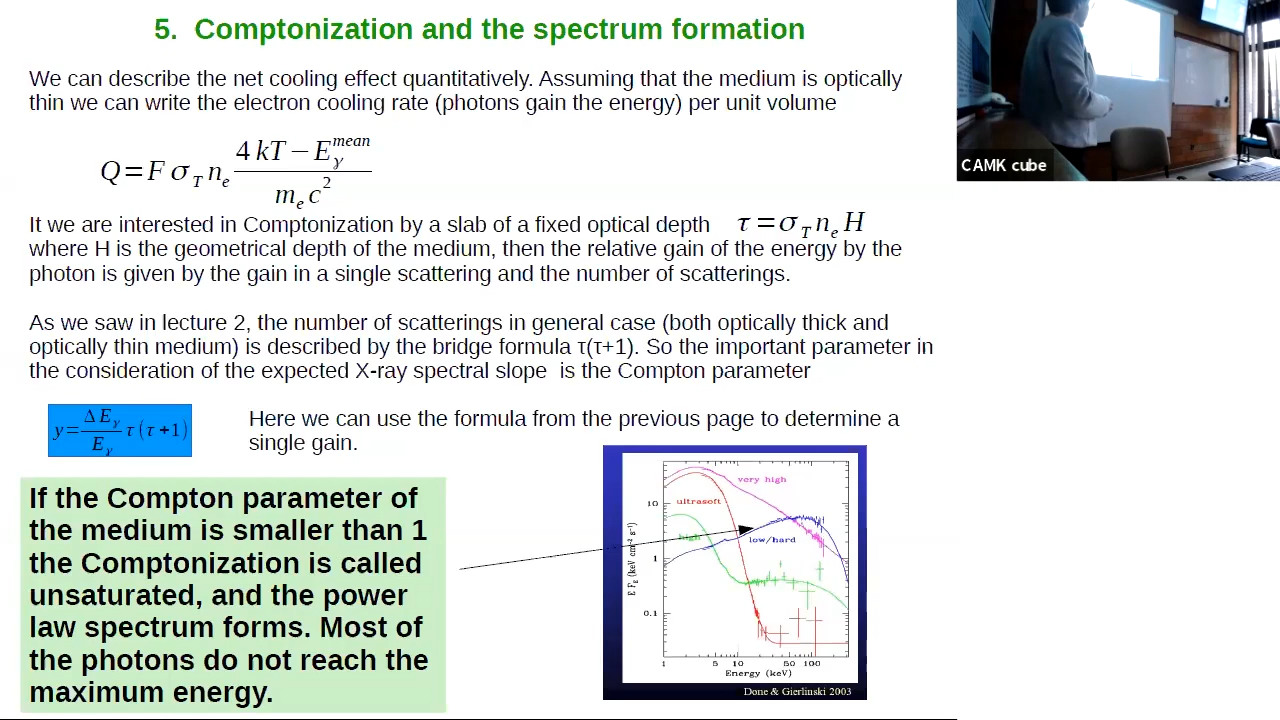 5. Comptonization and the spectrum formation
We can describe the net cooling effect quantitatively. Assuming that the medium is optically
thin we can write the electron cooling rate (photons gain the energy) per unit volume
Q=Fσ_T n_e (4kT−E_γ^mean)/(m_e c^2)
It we are interested in Comptonization by a slab of a fixed optical depth τ=σ_T n_e H
where H is the geometrical depth of the medium, then the relative gain of the energy by the
photon is given by the gain in a single scattering and the number of scatterings.
As we saw in lecture 2, the number of scatterings in general case (both optically thick and
optically thin medium) is described by the bridge formula τ(τ+1). So the important parameter in
the consideration of the expected X-ray spectral slope is the Compton parameter
y=ΔE_γ/E_γ τ(τ+1)
Here we can use the formula from the previous page to determine a
single gain.
If the Compton parameter of
the medium is smaller than 1
the Comptonization is called
unsaturated, and the power
law spectrum forms. Most of
the photons do not reach the
maximum energy.
very high
ultrasoft
high
low/hard
10
1
0.1
E F_E (keV cm^-2 s^-1)
1 5 10 50 100
Energy (keV)
Done & Gierlinski 2003
CAMK cube